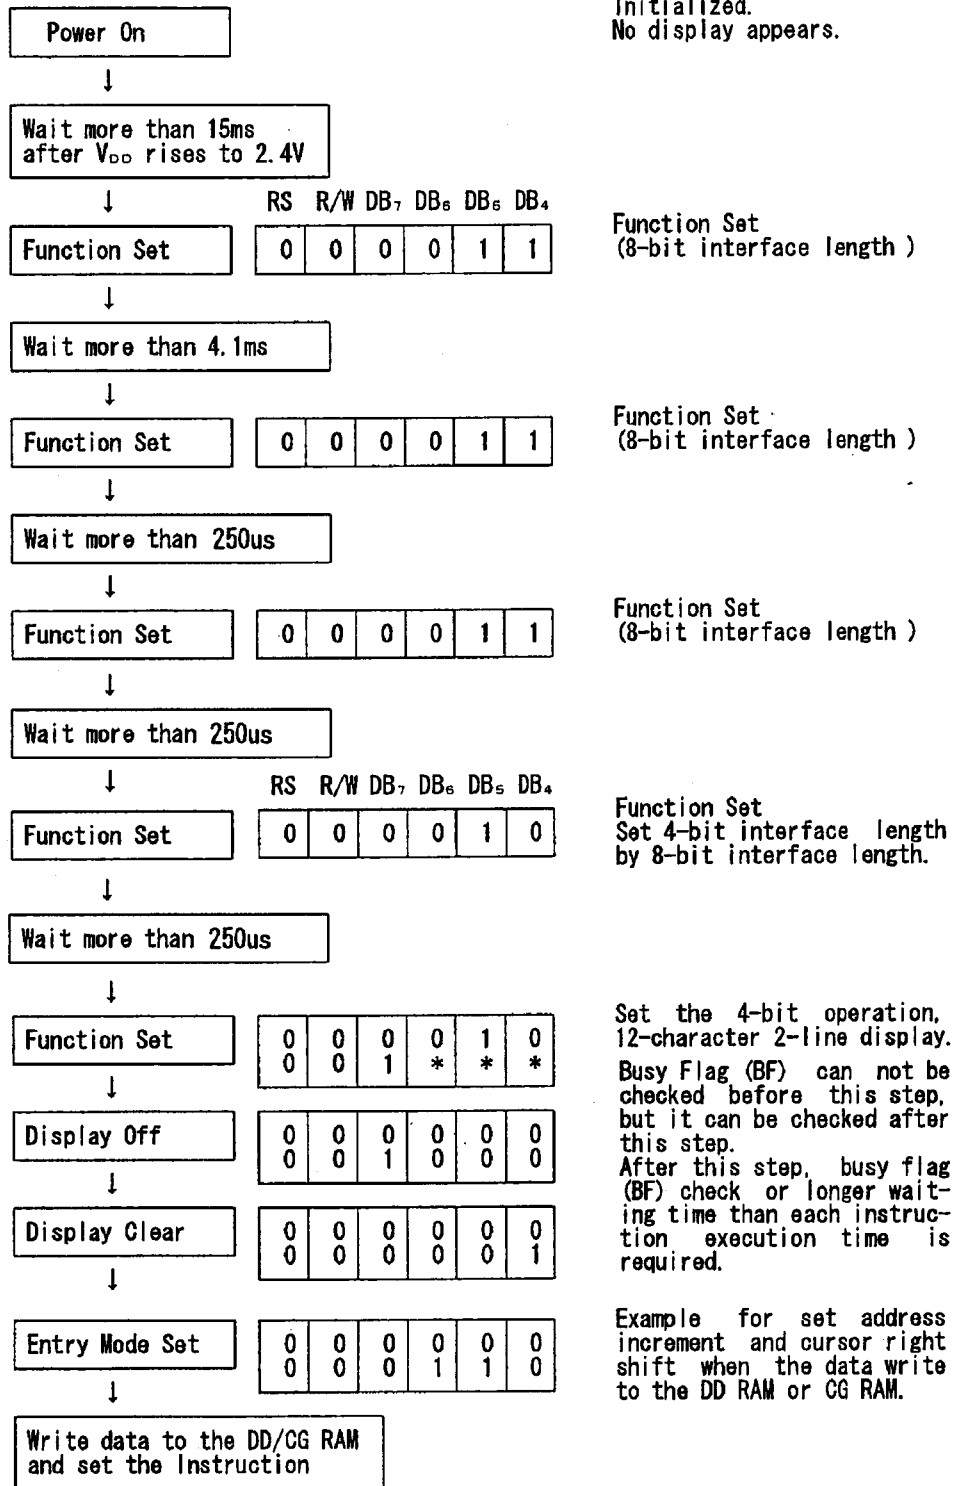 Initialized.
Power On
No display appears.
↓
Wait more than 15ms
after VDD rises to 2.4V
↓ RS R/W DB7 DB6 DB5 DB4
Function Set 0 0 0 0 1 1
Function Set
(8-bit interface length )
↓
Wait more than 4.1ms
↓
Function Set 0 0 0 0 1 1
Function Set
(8-bit interface length )
↓
Wait more than 250us
↓
Function Set 0 0 0 0 1 1
Function Set
(8-bit interface length )
↓
Wait more than 250us
↓ RS R/W DB7 DB6 DB5 DB4
Function Set 0 0 0 0 1 0
Function Set
Set 4-bit interface length
by 8-bit interface length.
↓
Wait more than 250us
↓
Function Set
0 0 0 0 1 0
0 0 1 * * *
Set the 4-bit operation,
12-character 2-line display.
Busy Flag (BF) can not be
checked before this step,
but it can be checked after
this step.
After this step, busy flag
(BF) check or longer wait-
ing time than each instruc-
tion execution time is
required.
↓
Display Off
0 0 0 0 0 0
0 0 1 0 0 0
↓
Display Clear
0 0 0 0 0 0
0 0 0 0 0 1
↓
Entry Mode Set
0 0 0 0 0 0
0 0 0 1 1 0
Example for set address
increment and cursor right
shift when the data write
to the DD RAM or CG RAM.
↓
Write data to the DD/CG RAM
and set the Instruction